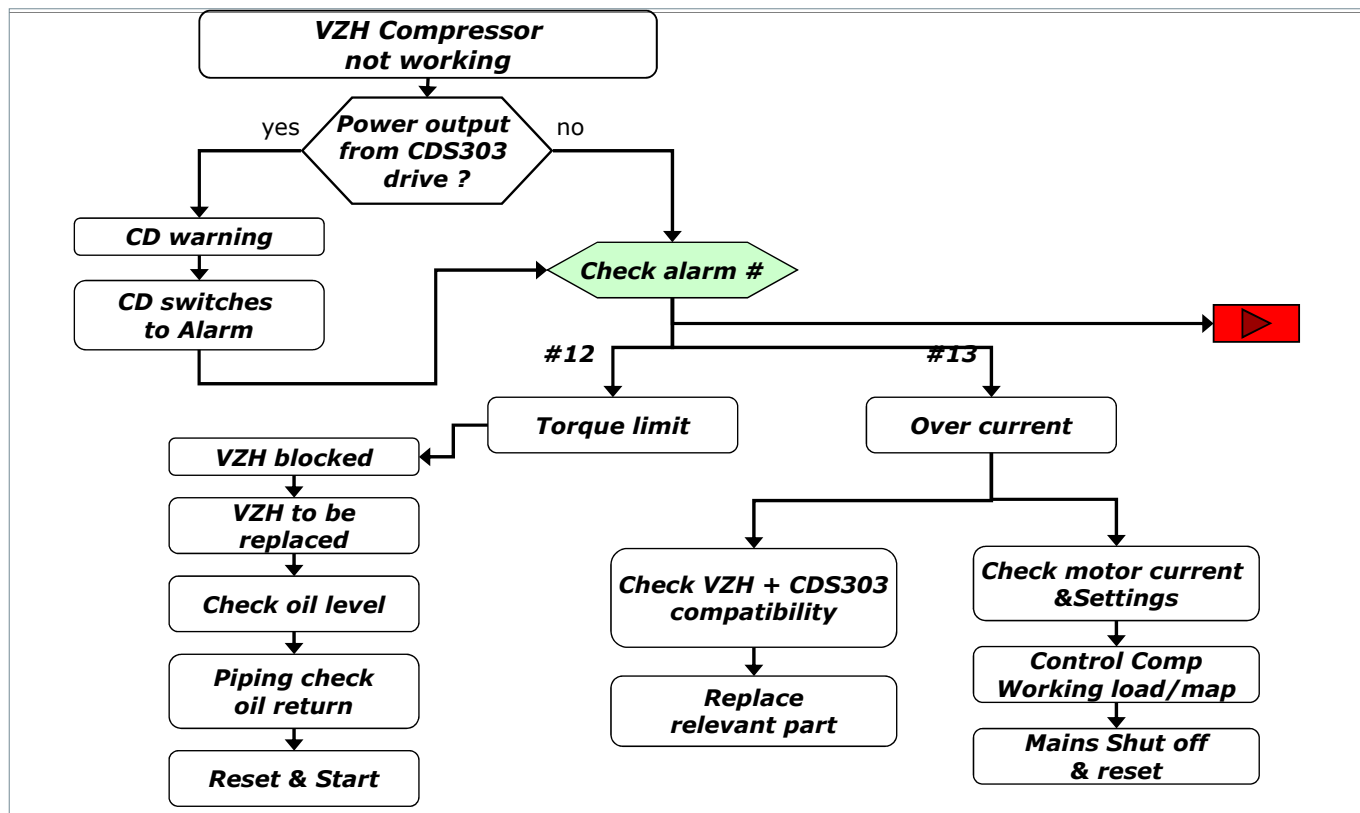 VZH Compressor
not working
yes
Power output
from CDS303
drive ?
no
CD warning
Check alarm #
CD switches
to Alarm
#12
#13
Torque limit
Over current
VZH blocked
VZH to be
replaced
Check oil level
Piping check
oil return
Reset & Start
Check VZH + CDS303
compatibility
Replace
relevant part
Check motor current
&Settings
Control Comp
Working load/map
Mains Shut off
& reset